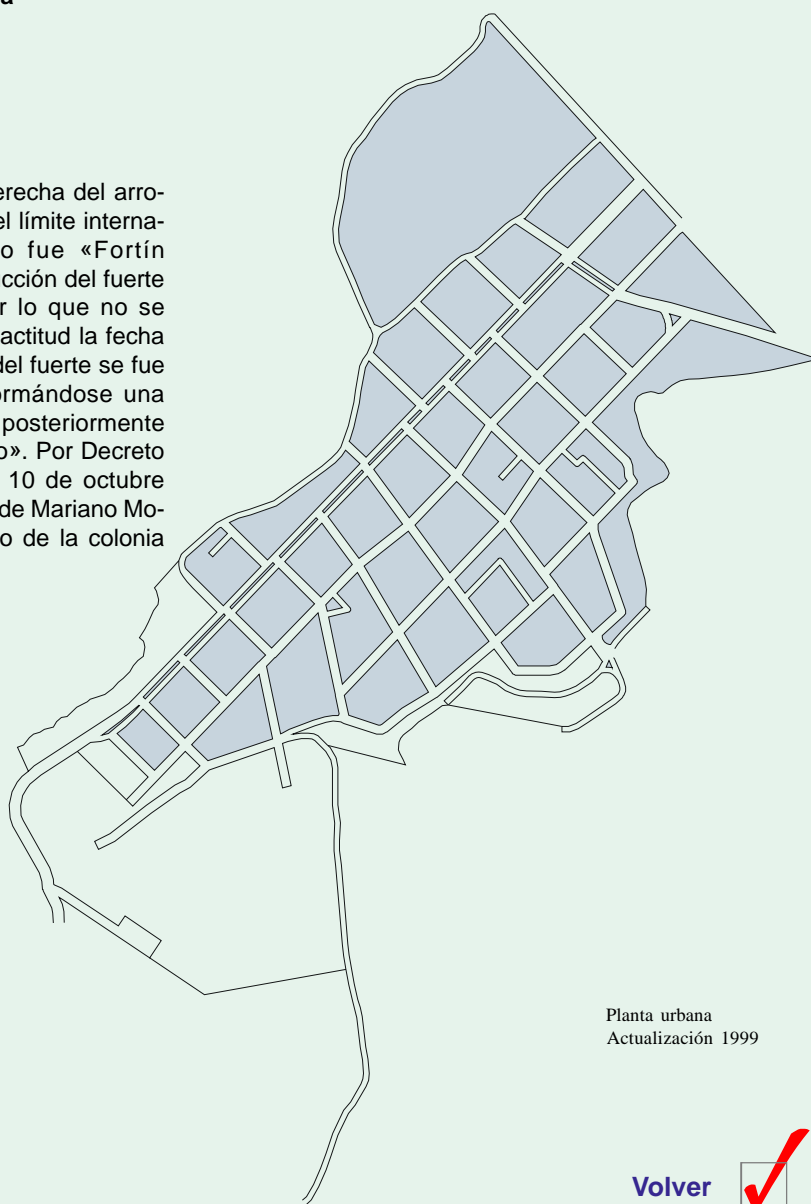 erecha del arro-
el límite interna-
o fue «Fortín
cción del fuerte
r lo que no se
actitud la fecha
del fuerte se fue
ormándose una
posteriormente
o». Por Decreto
10 de octubre
de Mariano Mo-
o de la colonia
Planta urbana
Actualización 1999
Volver